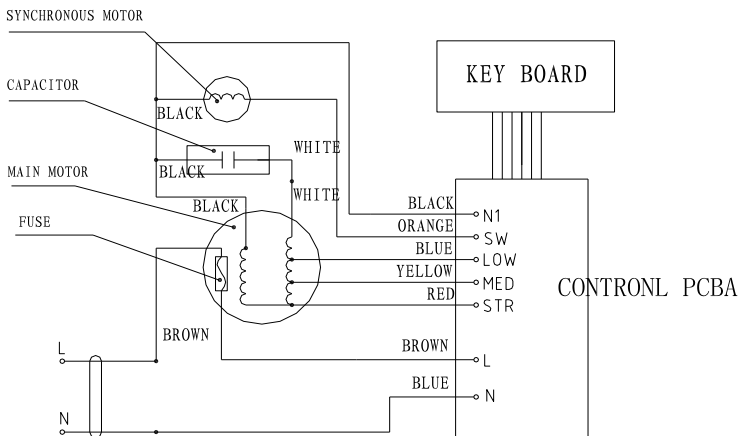 SYNCHRONOUS MOTOR
KEY BOARD
CAPACITOR
BLACK
WHITE
BLACK
MAIN MOTOR
WHITE
BLACK
BLACK
N1
FUSE
ORANGE
SW
BLUE
LOW
YELLOW
MED
CONTRONL PCBA
RED
STR
BROWN
L
BROWN
L
BLUE
N
N